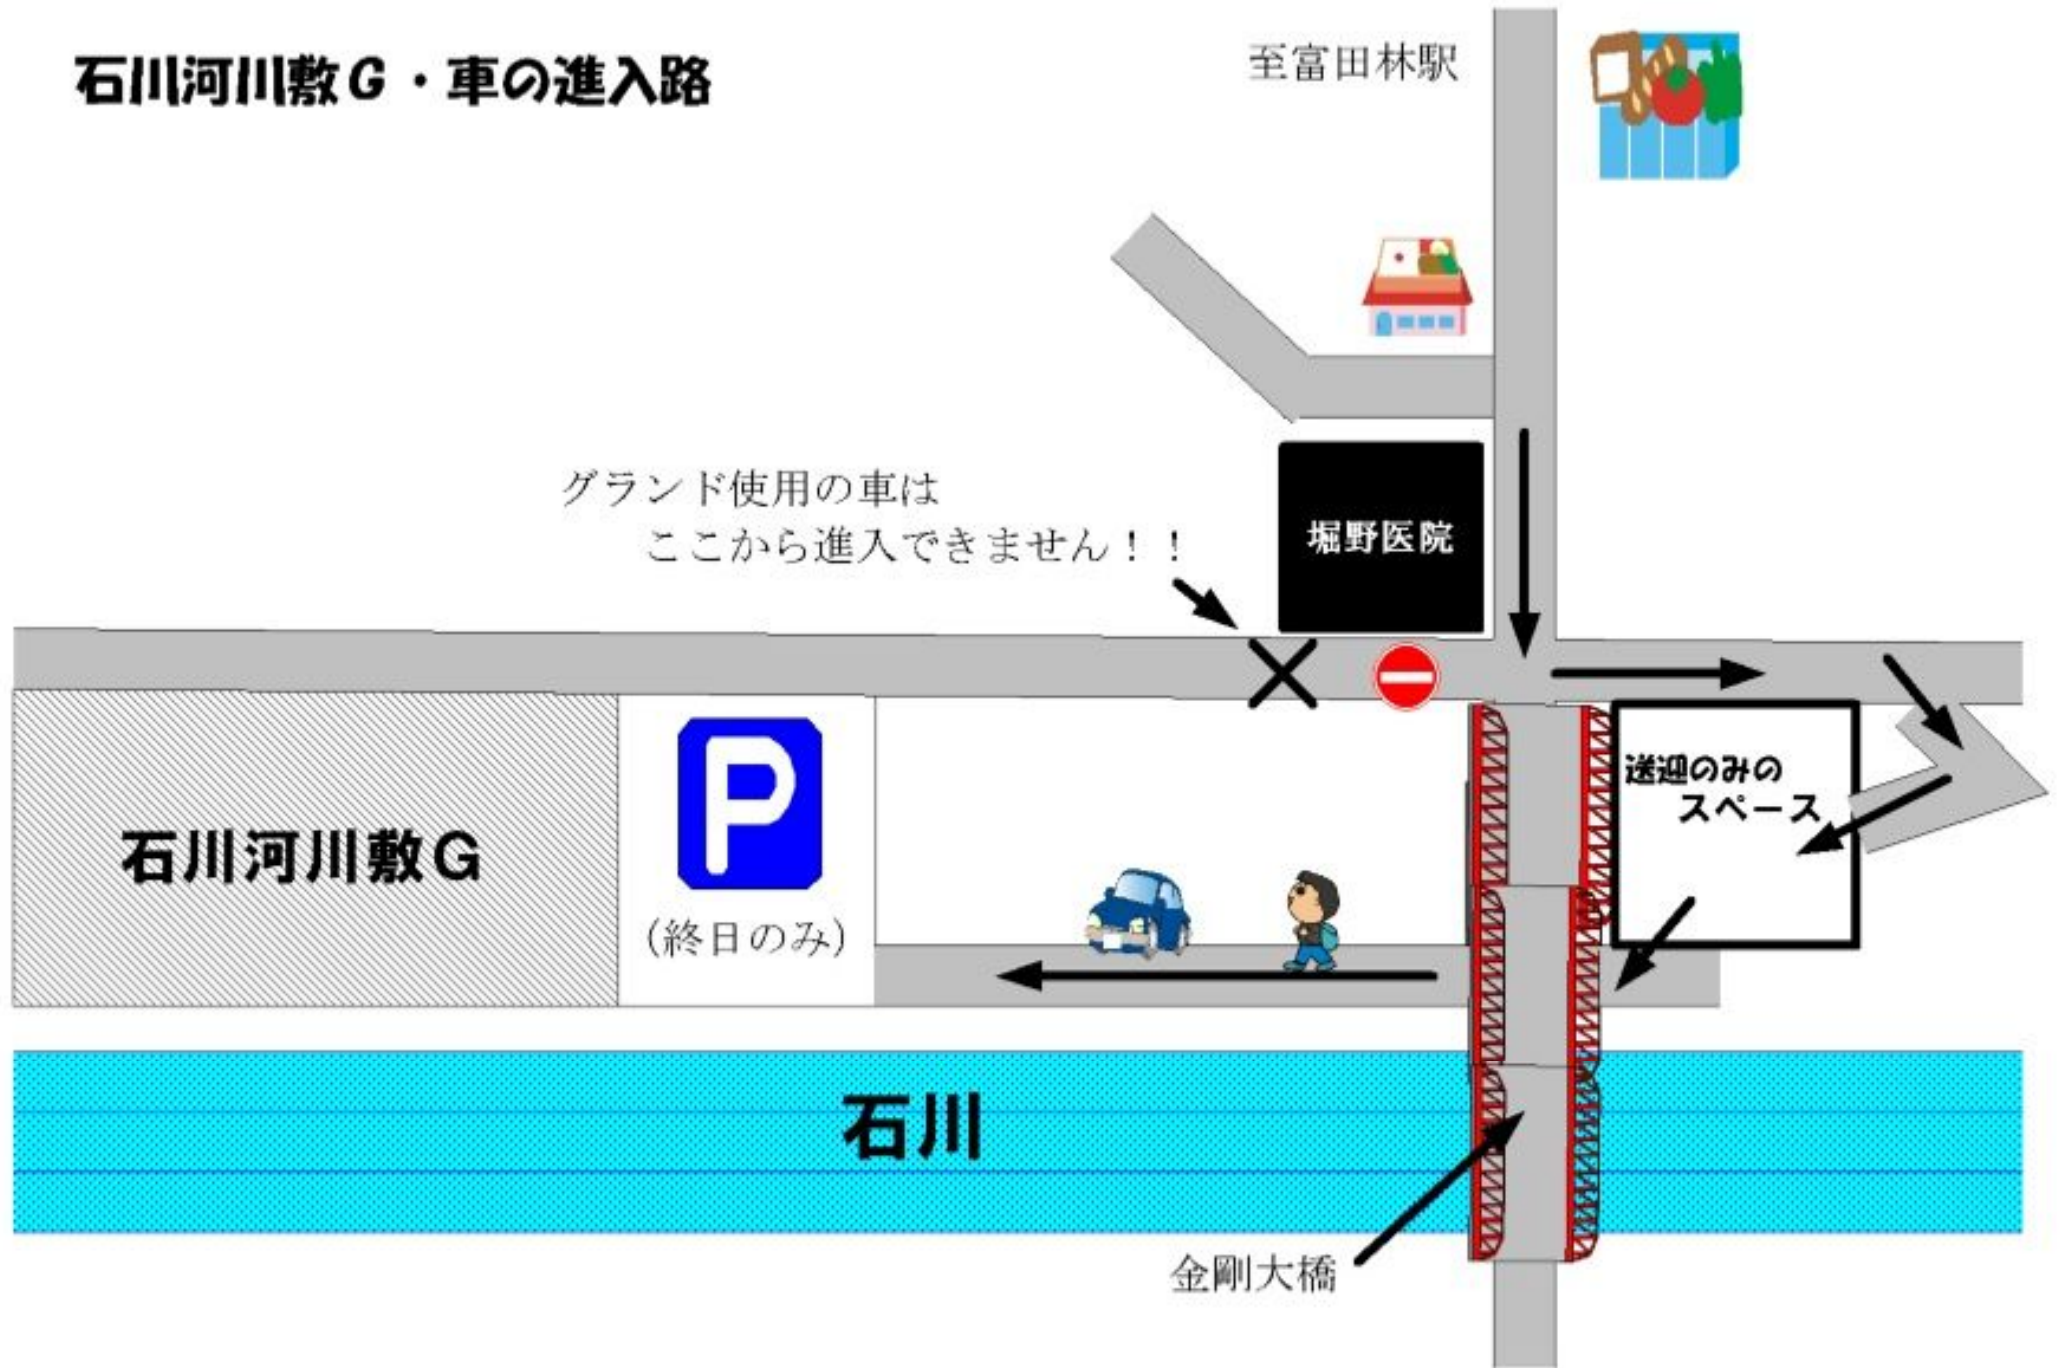 石川河川敷G・車の進入路
至富田林駅
グランド使用の車は
ここから進入できません！！
堀野医院
送迎のみの
スペース
P
石川河川敷G
(終日のみ)
石川
金剛大橋